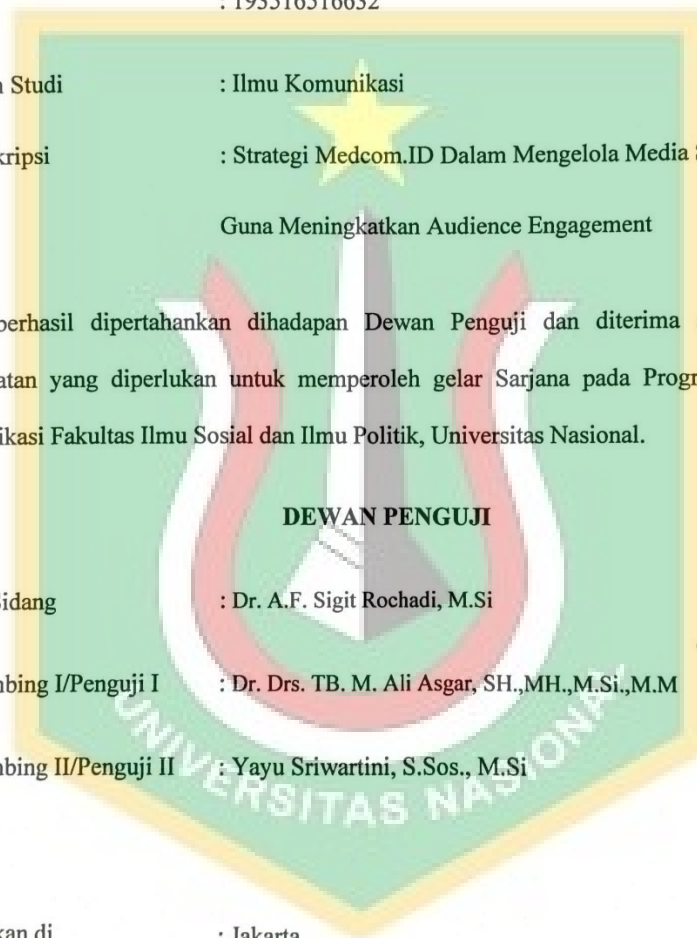 : 193516516632
n Studi : Ilmu Komunikasi
kripsi : Strategi Medcom.ID Dalam Mengelola Media S
Guna Meningkatkan Audience Engagement
berhasil dipertahankan dihadapan Dewan Penguji dan diterima
atan yang diperlukan untuk memperoleh gelar Sarjana pada Progr
ikasi Fakultas Ilmu Sosial dan Ilmu Politik, Universitas Nasional.
DEWAN PENGUJI
Sidang : Dr. A.F. Sigit Rochadi, M.Si
nbing I/Penguji I : Dr. Drs. TB. M. Ali Asgar, SH.,MH.,M.Si.,M.M
nbing II/Penguji II : Yayu Sriwartini, S.Sos., M.Si
UNIVERSITAS NASIONAL
kan di : Jakarta